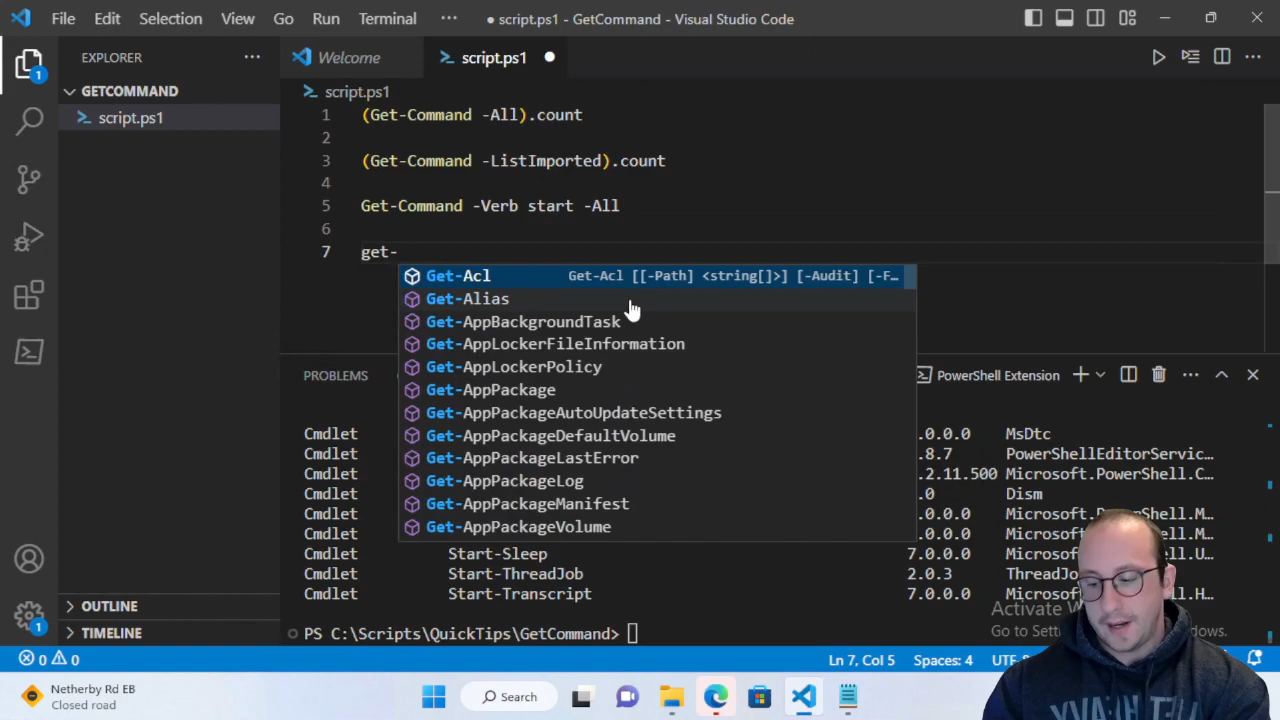 File Edit Selection View Go Run Terminal ··· ● script.ps1 - GetCommand - Visual Studio Code
EXPLORER ···
Welcome
script.ps1
GETCOMMAND
script.ps1
script.ps1
1 (Get-Command -All).count
2
3 (Get-Command -ListImported).count
4
5 Get-Command -Verb start -All
6
7 get-
Get-Acl Get-Acl [[-Path] <string[]>] [-Audit] [-F…
Get-Alias
Get-AppBackgroundTask
Get-AppLockerFileInformation
Get-AppLockerPolicy
Get-AppPackage
Get-AppPackageAutoUpdateSettings
Get-AppPackageDefaultVolume
Get-AppPackageLastError
Get-AppPackageLog
Get-AppPackageManifest
Get-AppPackageVolume
PROBLEMS
PowerShell Extension
Cmdlet .0.0.0 MsDtc
Cmdlet .8.7 PowerShellEditorServic…
Cmdlet .2.11.500 Microsoft.PowerShell.C…
Cmdlet .0 Dism
Cmdlet .0.0.0 Microsoft.PowerShell.M…
Cmdlet .0.0.0 Microsoft.PowerShell.M…
Cmdlet Start-Sleep 7.0.0.0 Microsoft. .U…
Cmdlet Start-ThreadJob 2.0.3 ThreadJo
Cmdlet Start-Transcript 7.0.0.0 Microsoft. .H…
PS C:\Scripts\QuickTips\GetCommand>
Activate W
Go to Sett ndows.
OUTLINE
TIMELINE
1
1
0 0
Ln 7, Col 5 Spaces: 4 UTF-8
Netherby Rd EB
Closed road
Search